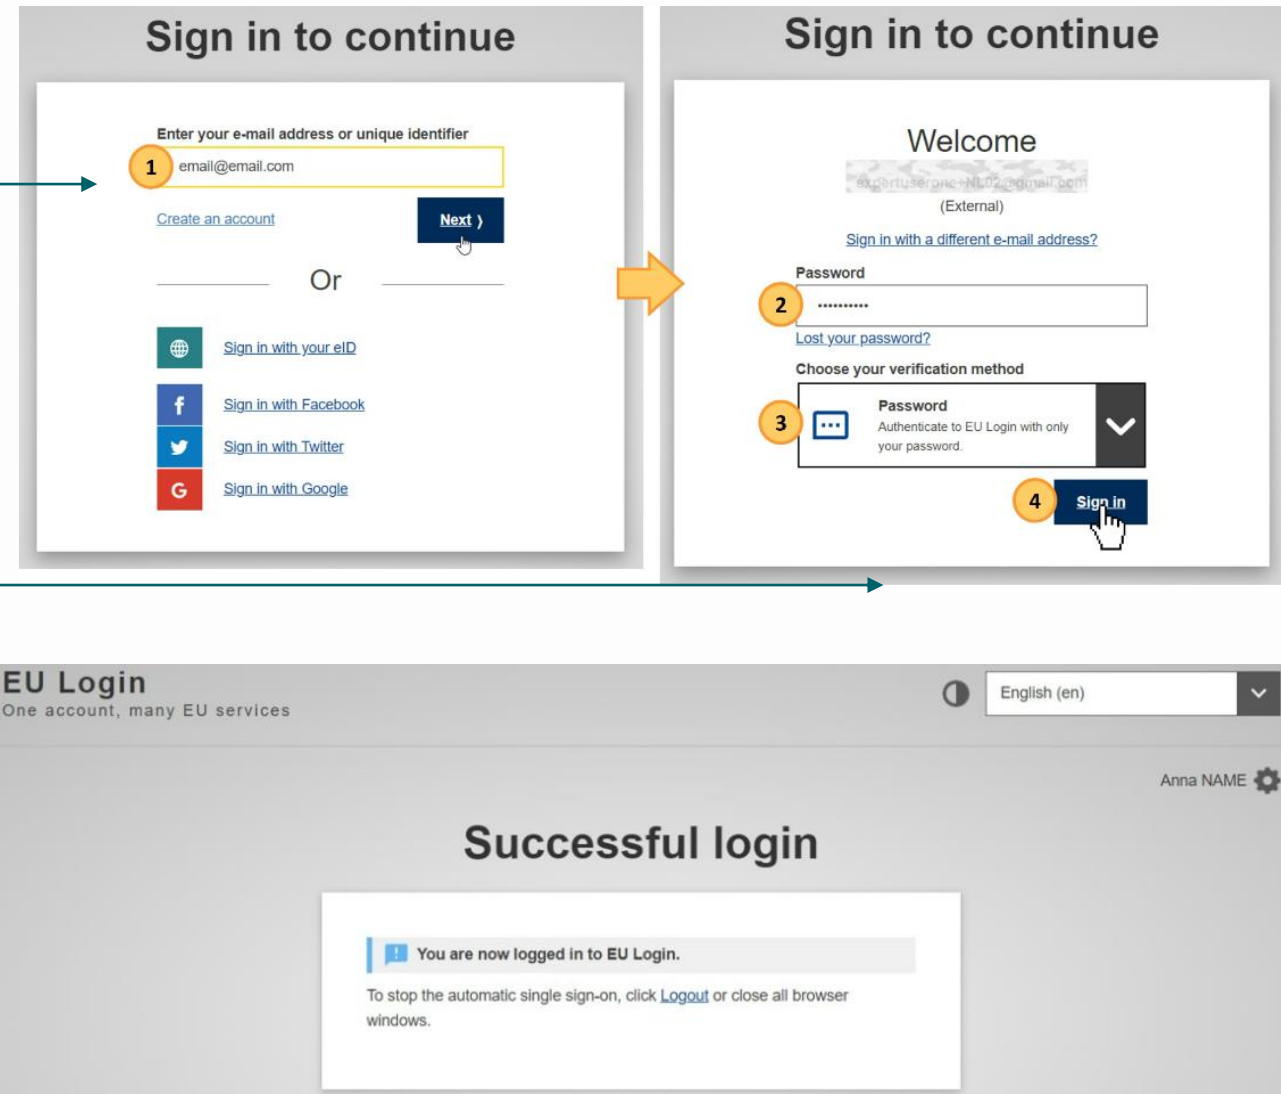 Sign in to continue
Enter your e-mail address or unique identifier
1 email@email.com
Create an account
Next ⟩
Or
Sign in with your eID
f Sign in with Facebook
Sign in with Twitter
G Sign in with Google
Sign in to continue
Welcome
expertuserone+NL02@gmail.com
(External)
Sign in with a different e-mail address?
Password
2 ••••••••••
Lost your password?
Choose your verification method
3 Password
Authenticate to EU Login with only
your password.
4 Sign in
EU Login
One account, many EU services
English (en)
Anna NAME
Successful login
You are now logged in to EU Login.
To stop the automatic single sign-on, click Logout or close all browser
windows.